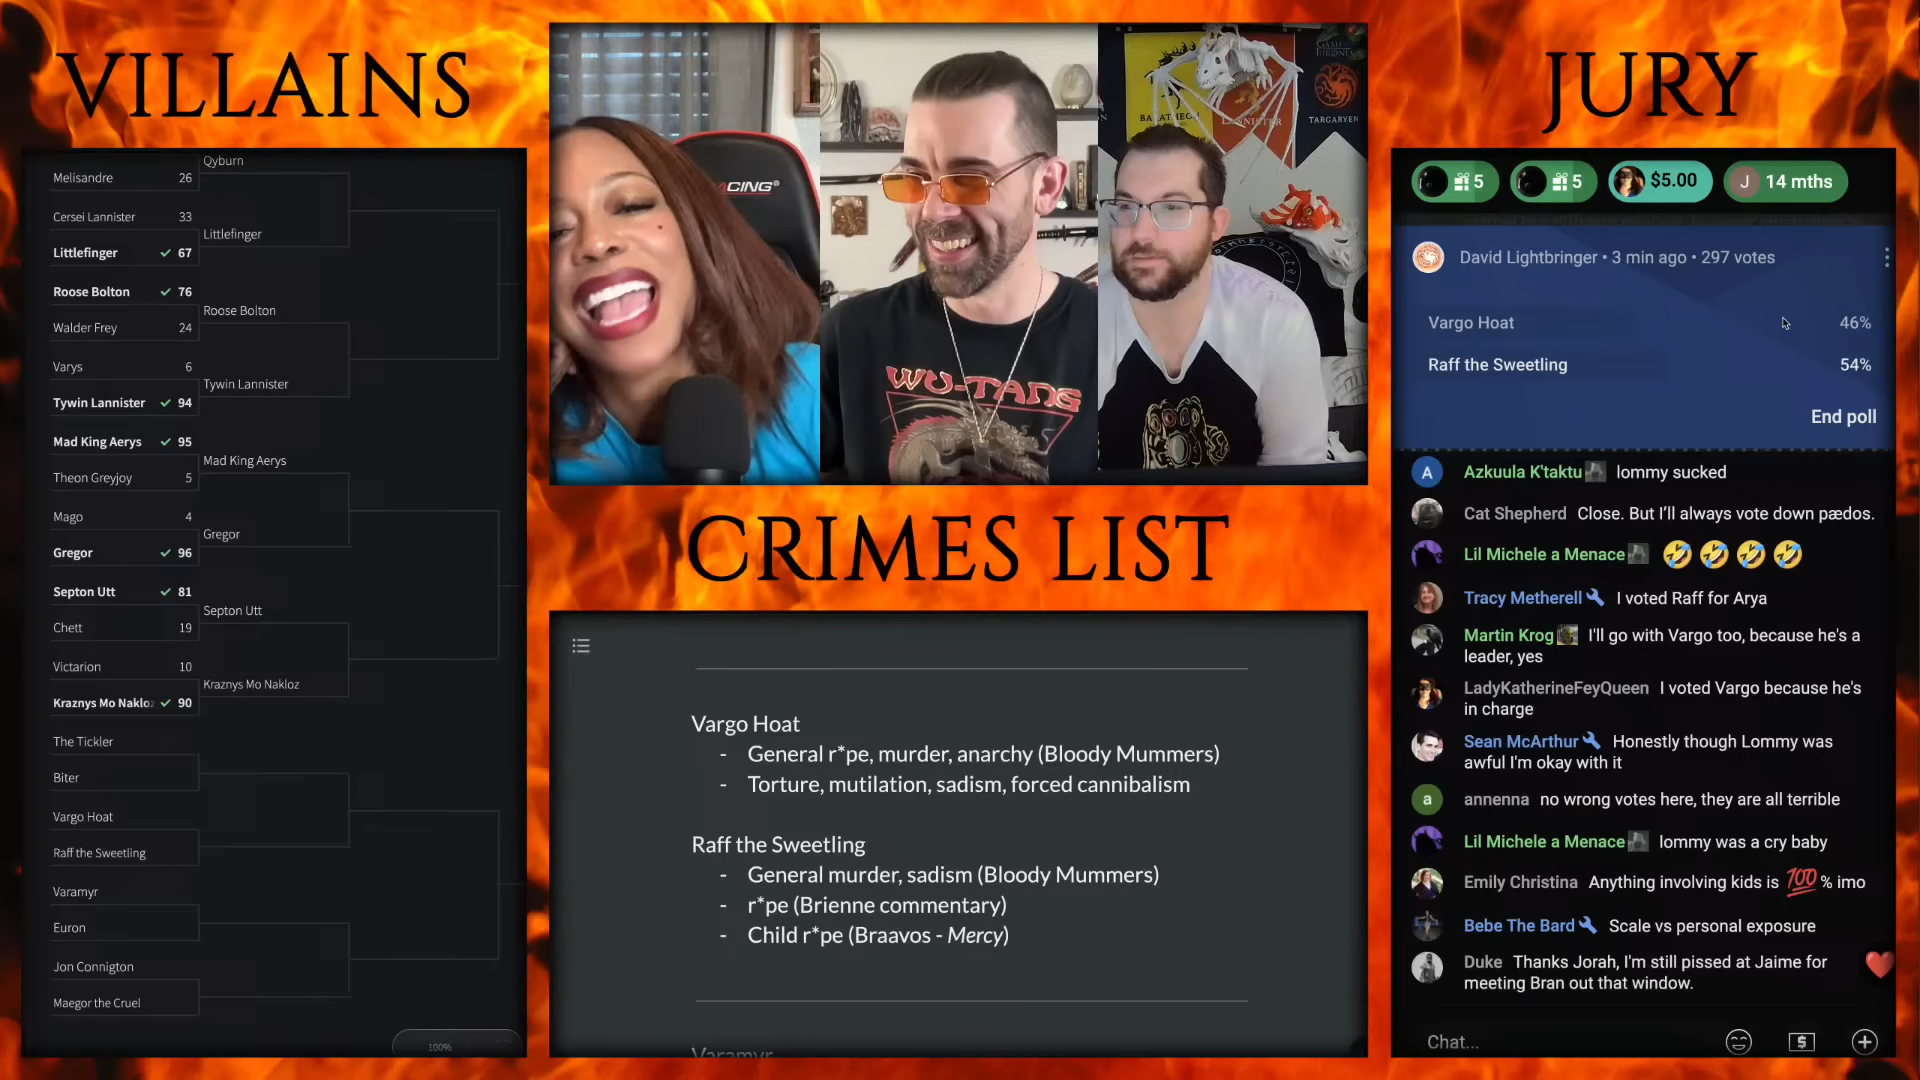 VILLAINS
Melisandre 26
Cersei Lannister 33
Littlefinger 67
Roose Bolton 76
Walder Frey 24
Varys 6
Tywin Lannister 94
Mad King Aerys 95
Theon Greyjoy 5
Mago 4
Gregor 96
Septon Utt 81
Chett 19
Victarion 10
Kraznys Mo Nakloz 90
The Tickler
Biter
Vargo Hoat
Raff the Sweetling
Varamyr
Euron
Jon Connigton
Maegor the Cruel
Qyburn
Littlefinger
Roose Bolton
Tywin Lannister
Mad King Aerys
Gregor
Septon Utt
Kraznys Mo Nakloz
100%
CING
WU-TANG
BARATHEON
LANNISTER
TARGARYEN
CRIMES LIST
Vargo Hoat
- General r*pe, murder, anarchy (Bloody Mummers)
- Torture, mutilation, sadism, forced cannibalism
Raff the Sweetling
- General murder, sadism (Bloody Mummers)
- r*pe (Brienne commentary)
- Child r*pe (Braavos - Mercy)
Varamyr
JURY
5
5
$5.00
J 14 mths
David Lightbringer • 3 min ago • 297 votes
Vargo Hoat 46%
Raff the Sweetling 54%
End poll
A Azkuula K'taktu lommy sucked
Cat Shepherd Close. But I'll always vote down pædos.
Lil Michele a Menace 🤣 🤣 🤣 🤣
Tracy Metherell I voted Raff for Arya
Martin Krog I'll go with Vargo too, because he's a
leader, yes
LadyKatherineFeyQueen I voted Vargo because he's
in charge
Sean McArthur Honestly though Lommy was
awful I'm okay with it
a annenna no wrong votes here, they are all terrible
Lil Michele a Menace lommy was a cry baby
Emily Christina Anything involving kids is 💯 % imo
Bebe The Bard Scale vs personal exposure
Duke Thanks Jorah, I'm still pissed at Jaime for
meeting Bran out that window.
Chat...